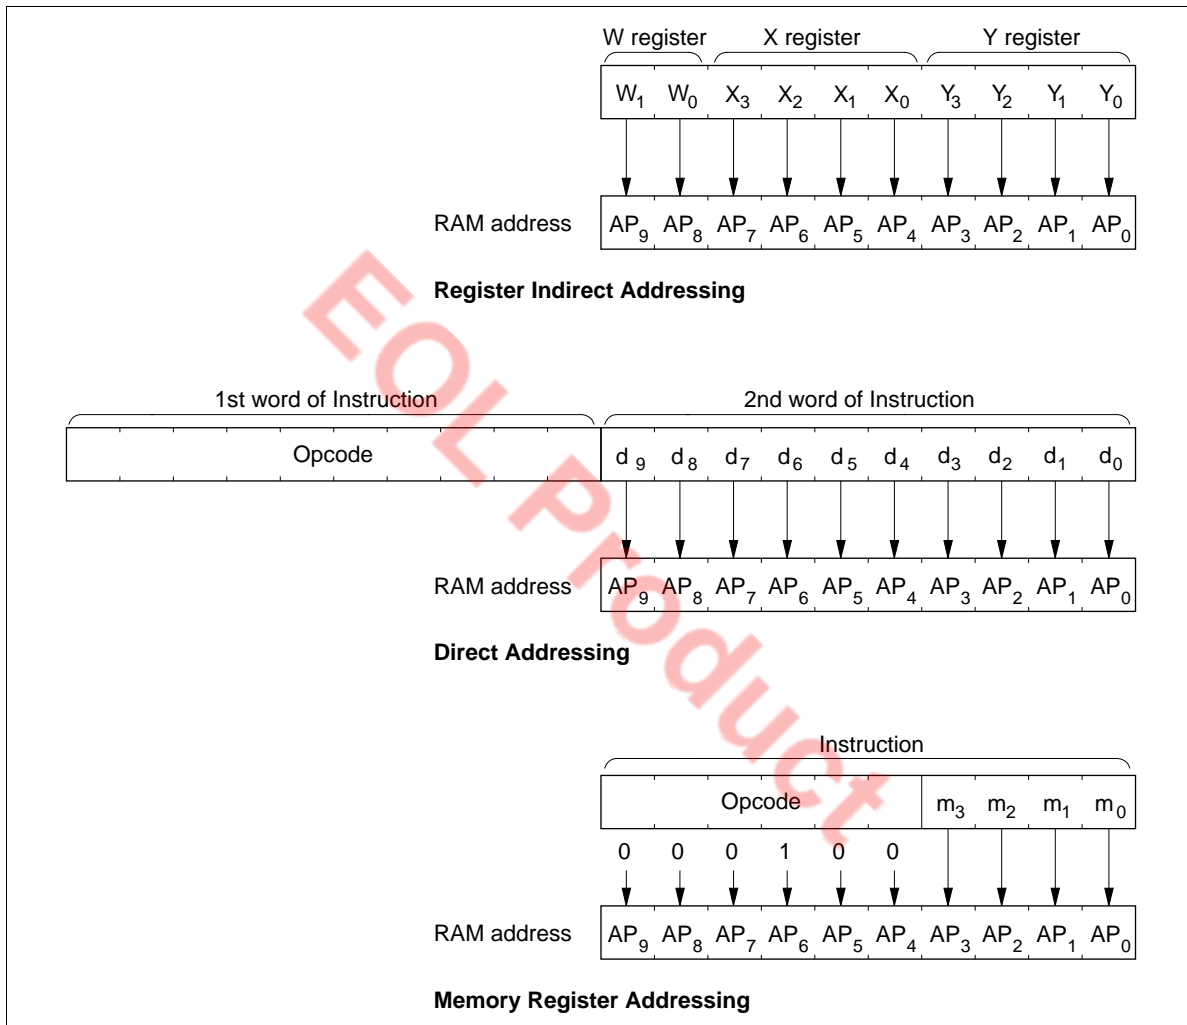 W register X register Y register
W1 W0 X3 X2 X1 X0 Y3 Y2 Y1 Y0
RAM address AP9 AP8 AP7 AP6 AP5 AP4 AP3 AP2 AP1 AP0
Register Indirect Addressing
1st word of Instruction 2nd word of Instruction
Opcode d9 d8 d7 d6 d5 d4 d3 d2 d1 d0
RAM address AP9 AP8 AP7 AP6 AP5 AP4 AP3 AP2 AP1 AP0
Direct Addressing
Instruction
Opcode m3 m2 m1 m0
0 0 0 1 0 0
RAM address AP9 AP8 AP7 AP6 AP5 AP4 AP3 AP2 AP1 AP0
Memory Register Addressing
EOL Product